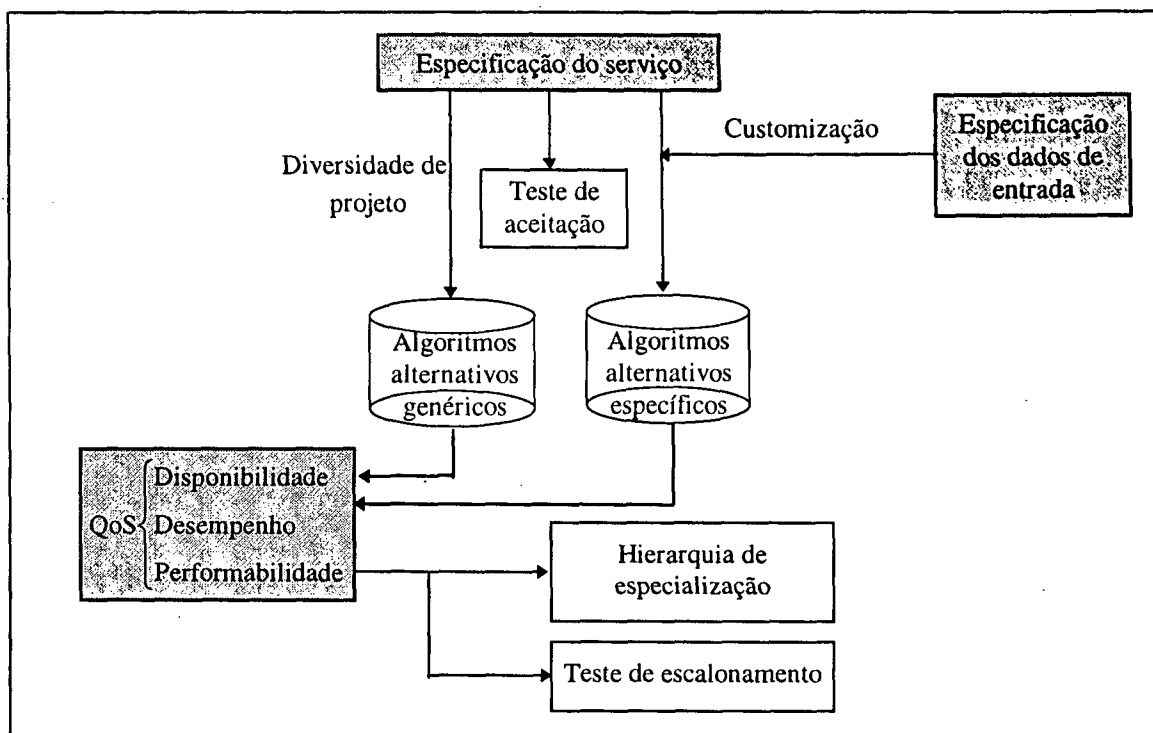 Especificação do serviço
Customização
Especificação
dos dados de
entrada
Diversidade de
projeto
Teste de
aceitação
Algoritmos
alternativos
genéricos
Algoritmos
alternativos
específicos
QoS
Disponibilidade
Desempenho
Performabilidade
Hierarquia de
especialização
Teste de escalonamento